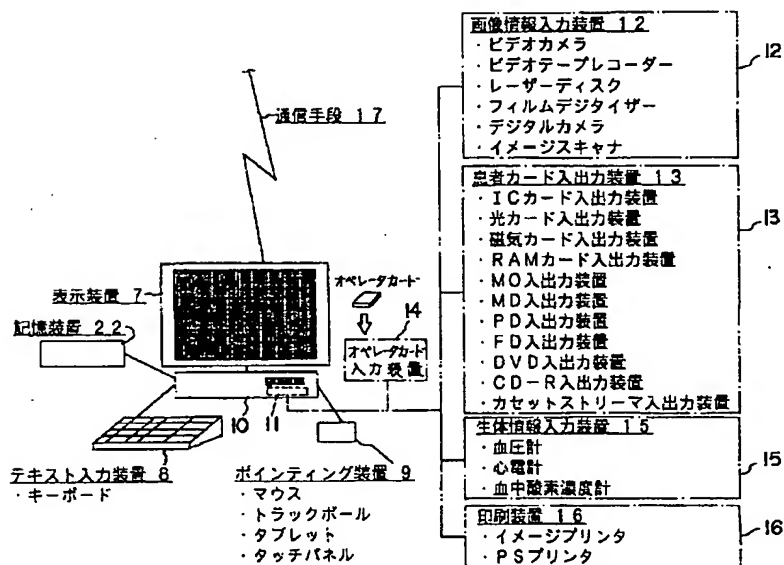 通信手段 17
表示装置 7
記憶装置 22
オペレータカード
14
オペレータカード
入力装置
10
11
テキスト入力装置 8
・キーボード
ポインティング装置 9
・マウス
・トラックボール
・タブレット
・タッチパネル
画像情報入力装置 12
・ビデオカメラ
・ビデオテープレコーダー
・レーザーディスク
・フィルムデジタイザー
・デジタルカメラ
・イメージスキャナ
12
患者カード入出力装置 13
・ICカード入出力装置
・光カード入出力装置
・磁気カード入出力装置
・RAMカード入出力装置
・MO入出力装置
・MD入出力装置
・PD入出力装置
・FD入出力装置
・DVD入出力装置
・CD-R入出力装置
・カセットストリーマ入出力装置
13
生体情報入力装置 15
・血圧計
・心電計
・血中酸素濃度計
15
印刷装置 16
・イメージプリンタ
・PSプリンタ
16